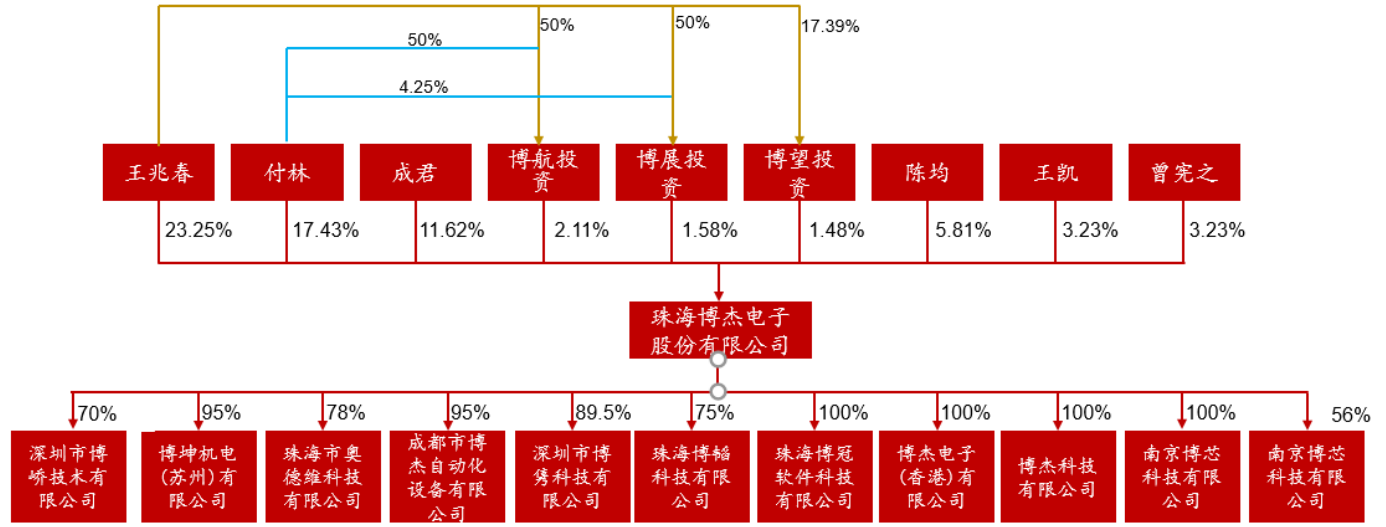 50%
50%
50%
17.39%
4.25%
王兆春
付林
成君
博航投
资
博展投
资
博望投
资
陈均
王凯
曾宪之
23.25%
17.43%
11.62%
2.11%
1.58%
1.48%
5.81%
3.23%
3.23%
珠海博杰电子
股份有限公司
70%
95%
78%
95%
89.5%
75%
100%
100%
100%
100%
56%
深圳市博
峤技术有
限公司
博坤机电
(苏州)有
限公司
珠海市奥
德维科技
有限公司
成都市博
杰自动化
设备有限
公司
深圳市博
隽科技有
限公司
珠海博韬
科技有限
公司
珠海博冠
软件科技
有限公司
博杰电子
(香港)有
限公司
博杰科技
有限公司
南京博芯
科技有限
公司
南京博芯
科技有限
公司